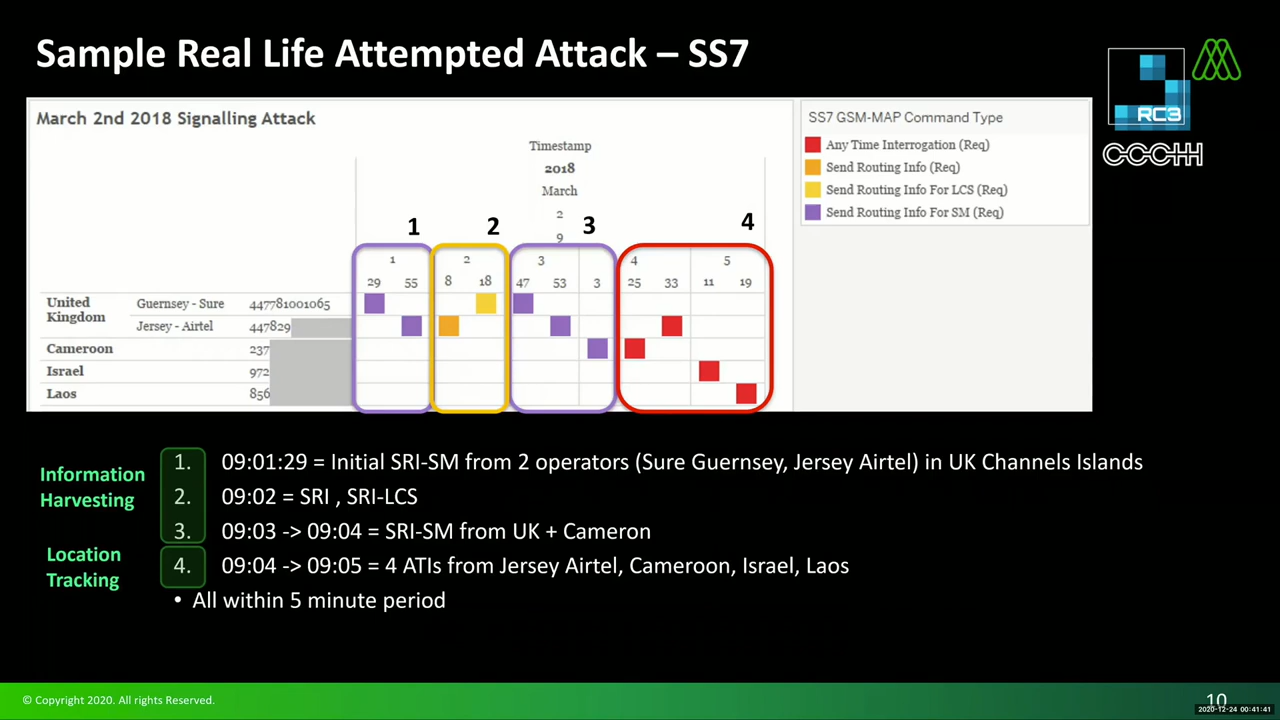 Sample Real Life Attempted Attack – SS7
RC3
CCCHH
March 2nd 2018 Signalling Attack
Timestamp
2018
March
2
9
1 2 3 4
1 2 3 4 5
29 55 8 18 47 53 3 25 33 11 19
United Kingdom
Guernsey - Sure 447781001065
Jersey - Airtel 447829
Cameroon 237
Israel 972
Laos 856
SS7 GSM-MAP Command Type
Any Time Interrogation (Req)
Send Routing Info (Req)
Send Routing Info For LCS (Req)
Send Routing Info For SM (Req)
Information
Harvesting
1. 09:01:29 = Initial SRI-SM from 2 operators (Sure Guernsey, Jersey Airtel) in UK Channels Islands
2. 09:02 = SRI , SRI-LCS
3. 09:03 -> 09:04 = SRI-SM from UK + Cameron
Location
Tracking
4. 09:04 -> 09:05 = 4 ATIs from Jersey Airtel, Cameroon, Israel, Laos
• All within 5 minute period
© Copyright 2020. All rights Reserved.
10
2020-12-24 00:41:41